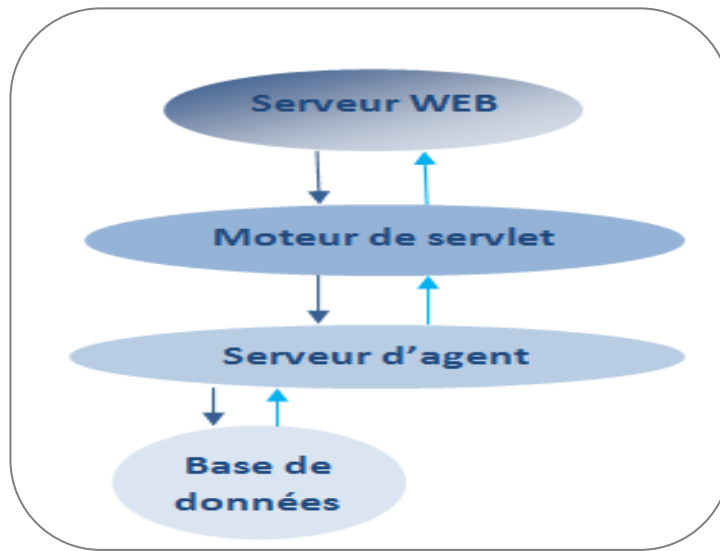 Serveur WEB
Moteur de servlet
Serveur d’agent
Base de
données